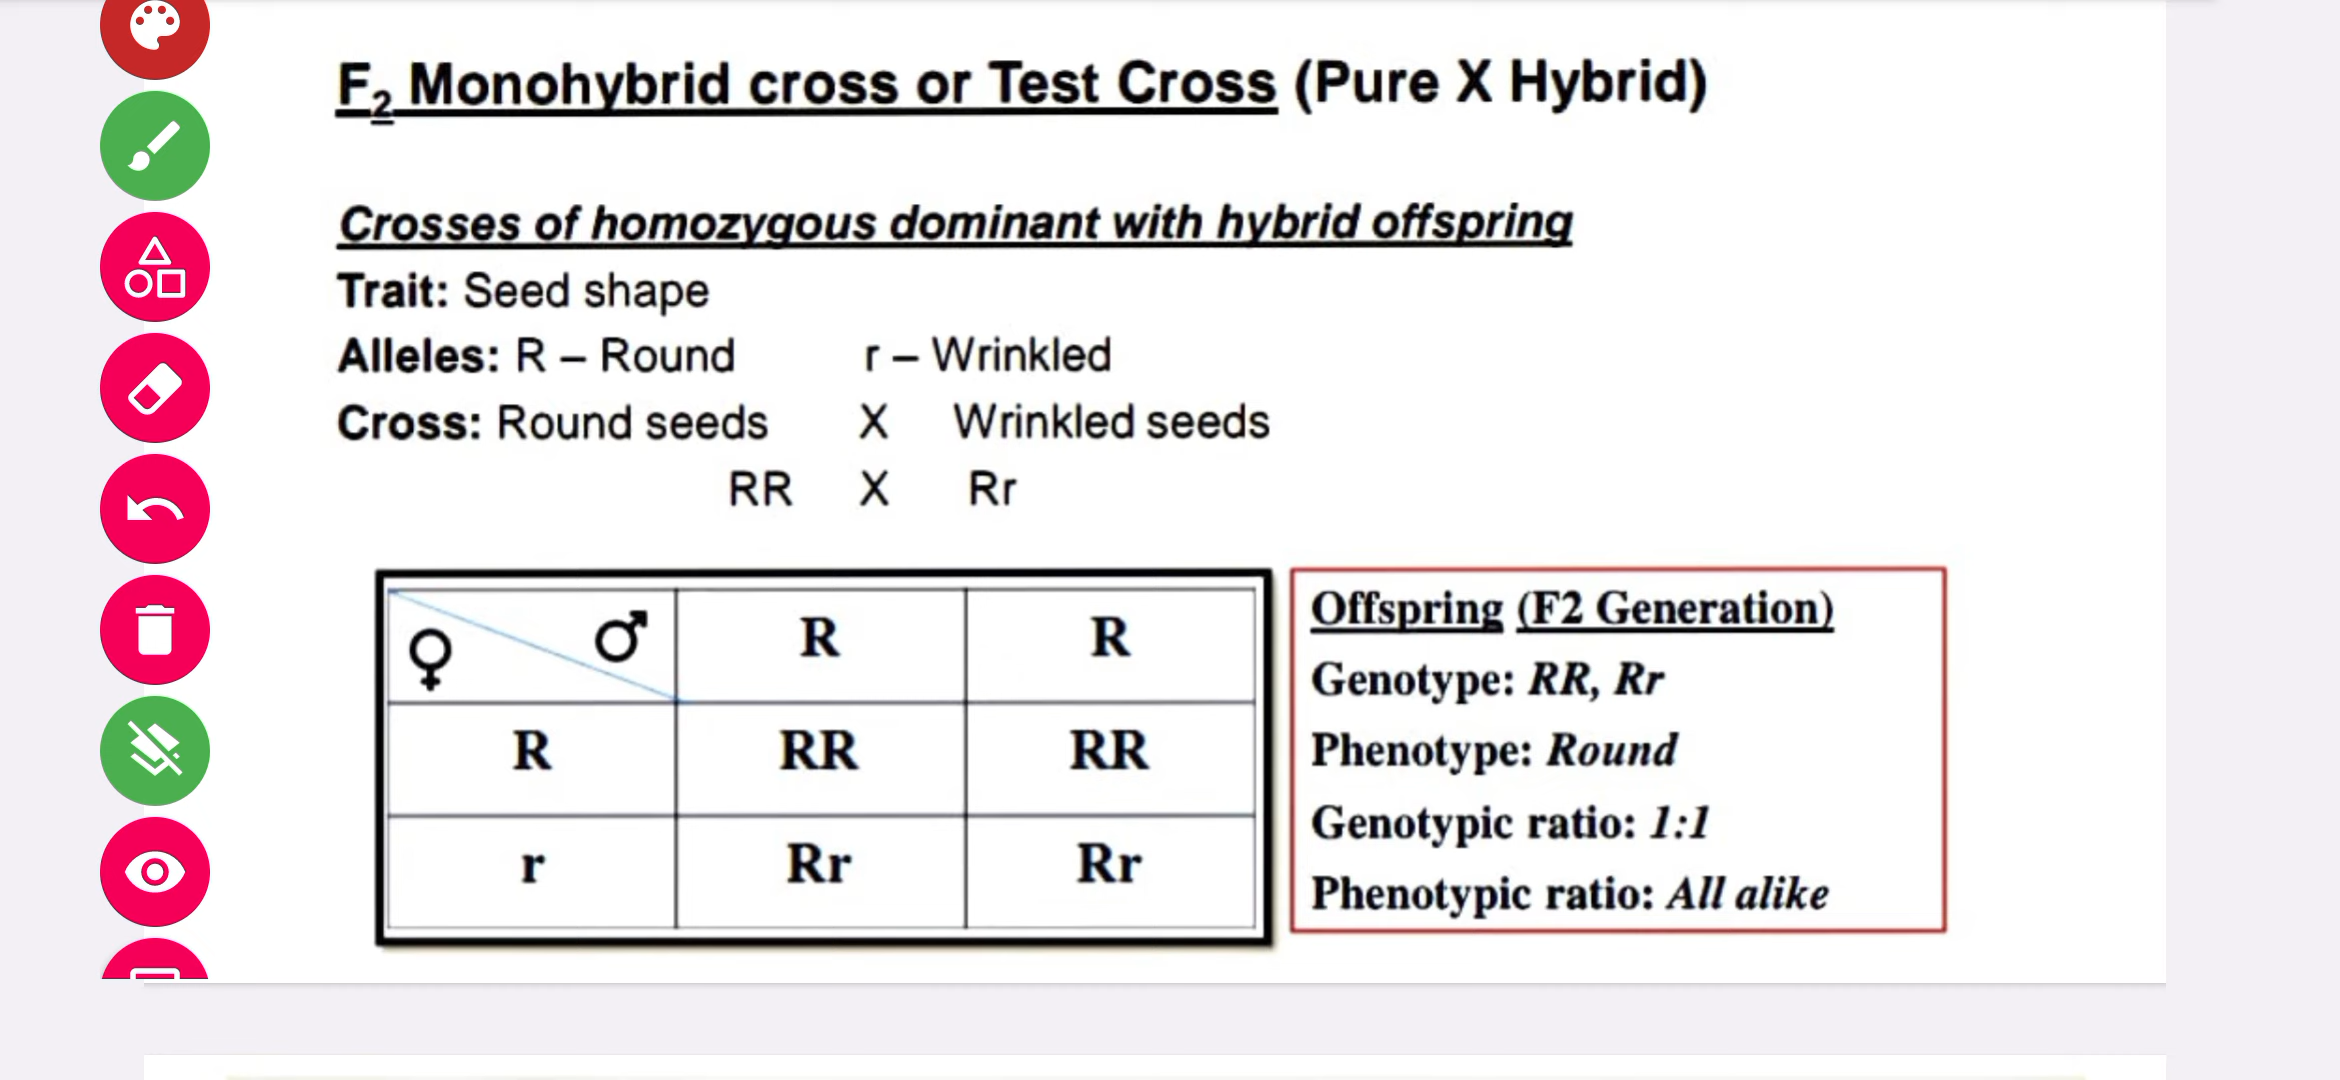 F₂ Monohybrid cross or Test Cross (Pure X Hybrid)
Crosses of homozygous dominant with hybrid offspring
Trait: Seed shape
Alleles: R – Round r – Wrinkled
Cross: Round seeds X Wrinkled seeds
RR X Rr
♀ ♂ R R
R RR RR
r Rr Rr
Offspring (F2 Generation)
Genotype: RR, Rr
Phenotype: Round
Genotypic ratio: 1:1
Phenotypic ratio: All alike